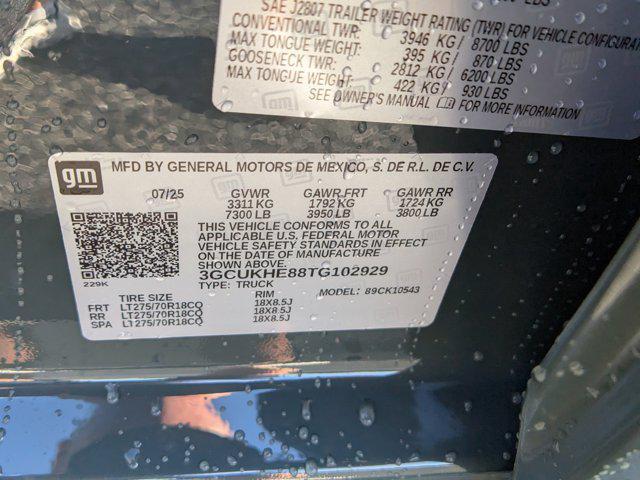 SAE J2807 TRAILER WEIGHT RATING (TWR) FOR VEHICLE CONFIGURAT
CONVENTIONAL TWR: 3946 KG / 8700 LBS
MAX TONGUE WEIGHT: 395 KG / 870 LBS
GOOSENECK TWR: 2812 KG / 6200 LBS
MAX TONGUE WEIGHT: 422 KG / 930 LBS
SEE OWNER'S MANUAL FOR MORE INFORMATION
gm MFD BY GENERAL MOTORS DE MEXICO, S. DE R.L. DE C.V.
07/25 GVWR GAWR FRT GAWR RR
3311 KG 1792 KG 1724 KG
7300 LB 3950 LB 3800 LB
THIS VEHICLE CONFORMS TO ALL
APPLICABLE U.S. FEDERAL MOTOR
VEHICLE SAFETY STANDARDS IN EFFECT
ON THE DATE OF MANUFACTURE SHOWN ABOVE.
3GCUKHE88TG102929
229K
TYPE: TRUCK MODEL: 89CK10543
TIRE SIZE RIM
FRT LT275/70R18CQ 18X8.5J
RR LT275/70R18CQ 18X8.5J
SPA LT275/70R18CQ 18X8.5J